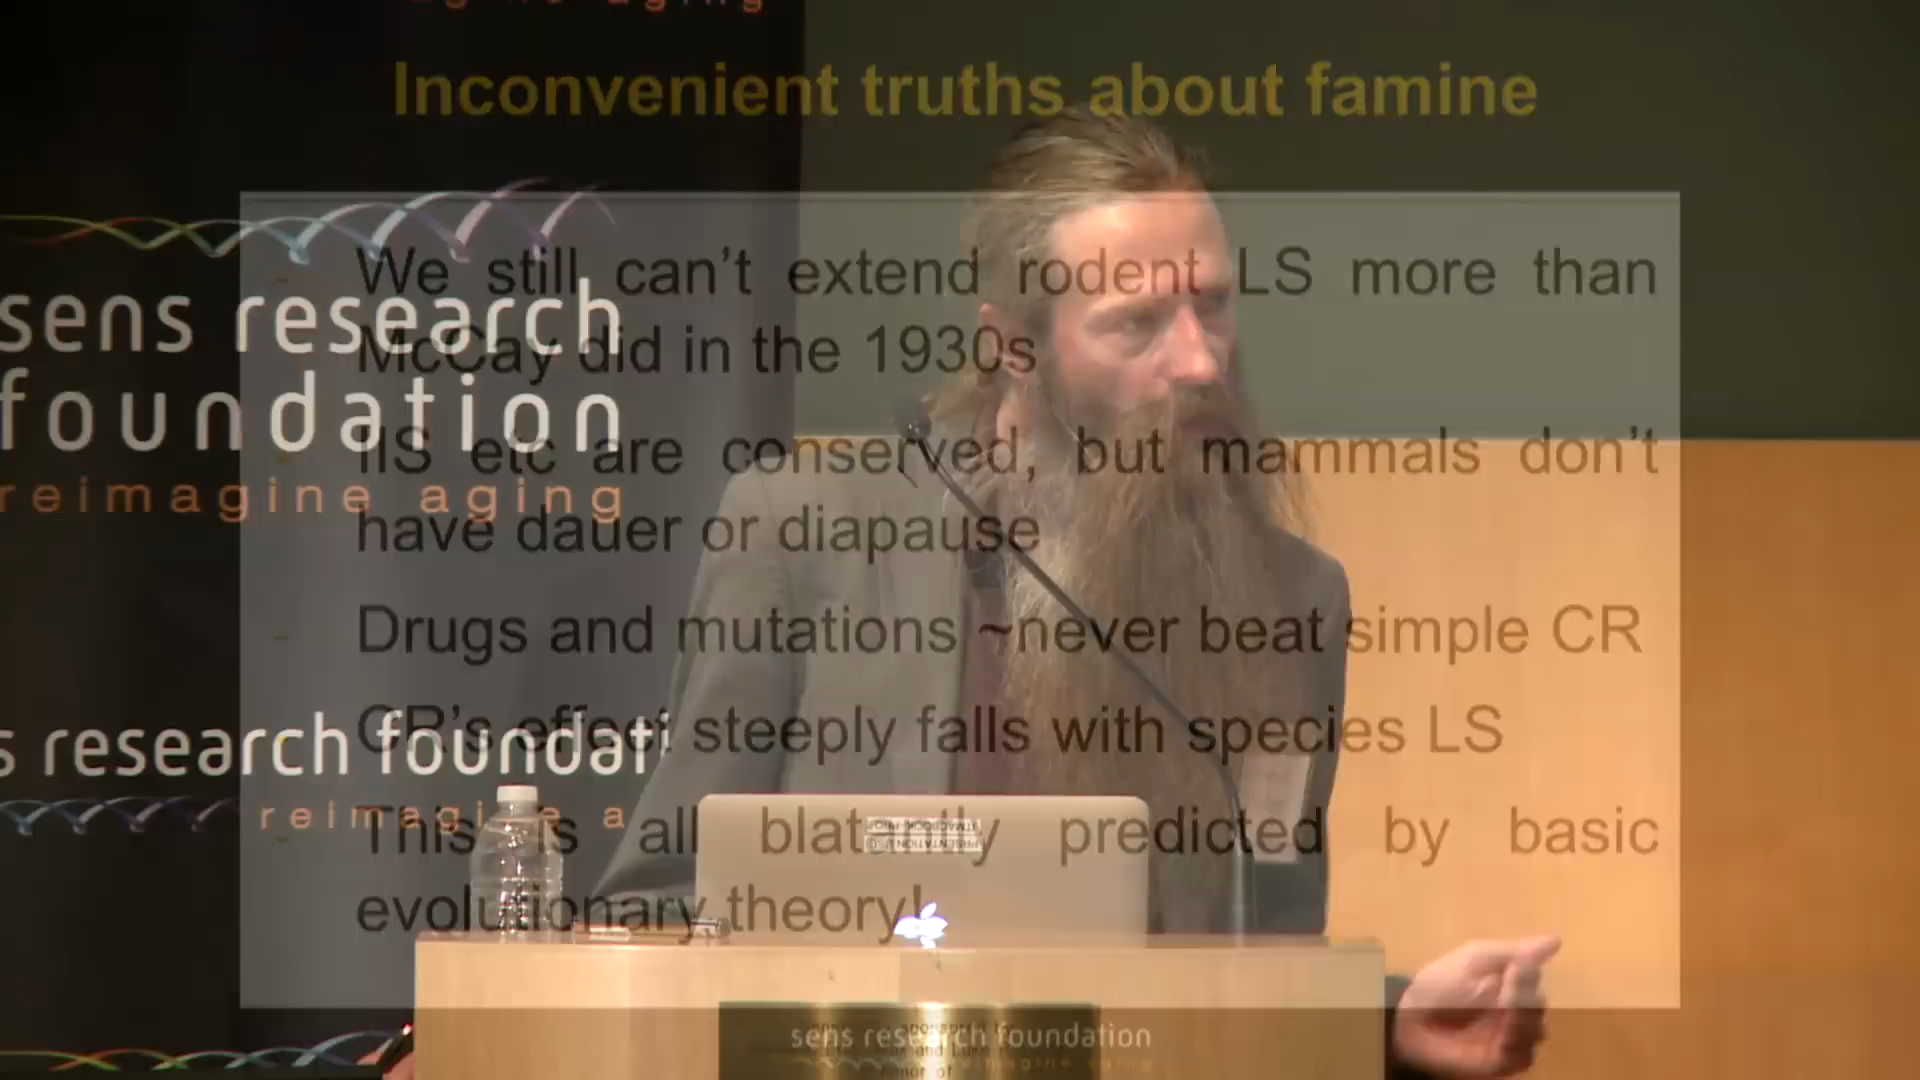 Inconvenient truths about famine
- We still can't extend rodent LS more than
McCay did in the 1930s
- IIS etc are conserved, but mammals don't
have dauer or diapause
- Drugs and mutations ~never beat simple CR
- CR's effect steeply falls with species LS
- This is all blatantly predicted by basic
evolutionary theory!
sens research
foundation
reimagine aging
s research foundati
reimagine a
sens research foundation
reimagine aging